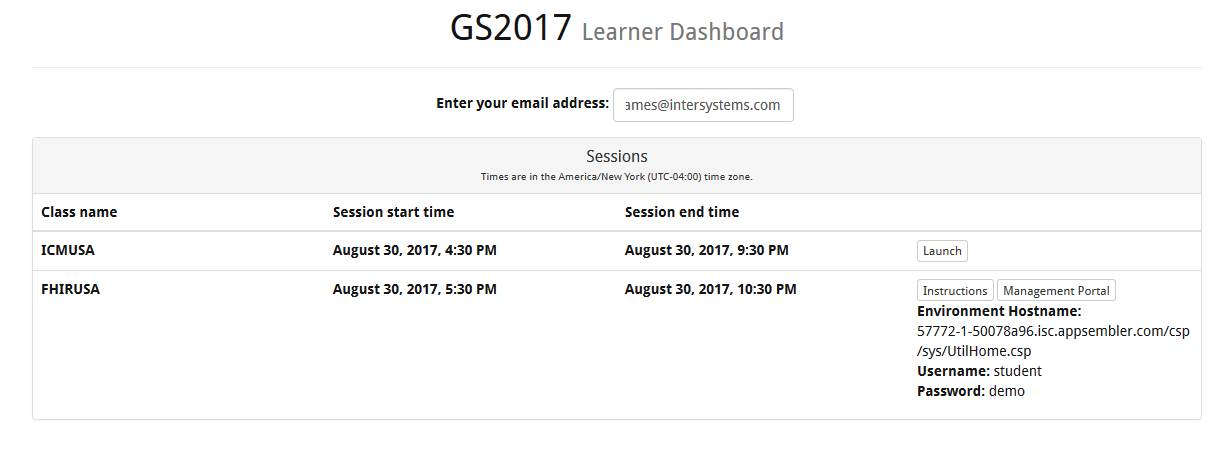 GS2017 Learner Dashboard
Enter your email address: ames@intersystems.com
Sessions
Times are in the America/New York (UTC-04:00) time zone.
Class name Session start time Session end time
ICMUSA August 30, 2017, 4:30 PM August 30, 2017, 9:30 PM Launch
FHIRUSA August 30, 2017, 5:30 PM August 30, 2017, 10:30 PM Instructions Management Portal
Environment Hostname:
57772-1-50078a96.isc.appsembler.com/csp
/sys/UtilHome.csp
Username: student
Password: demo